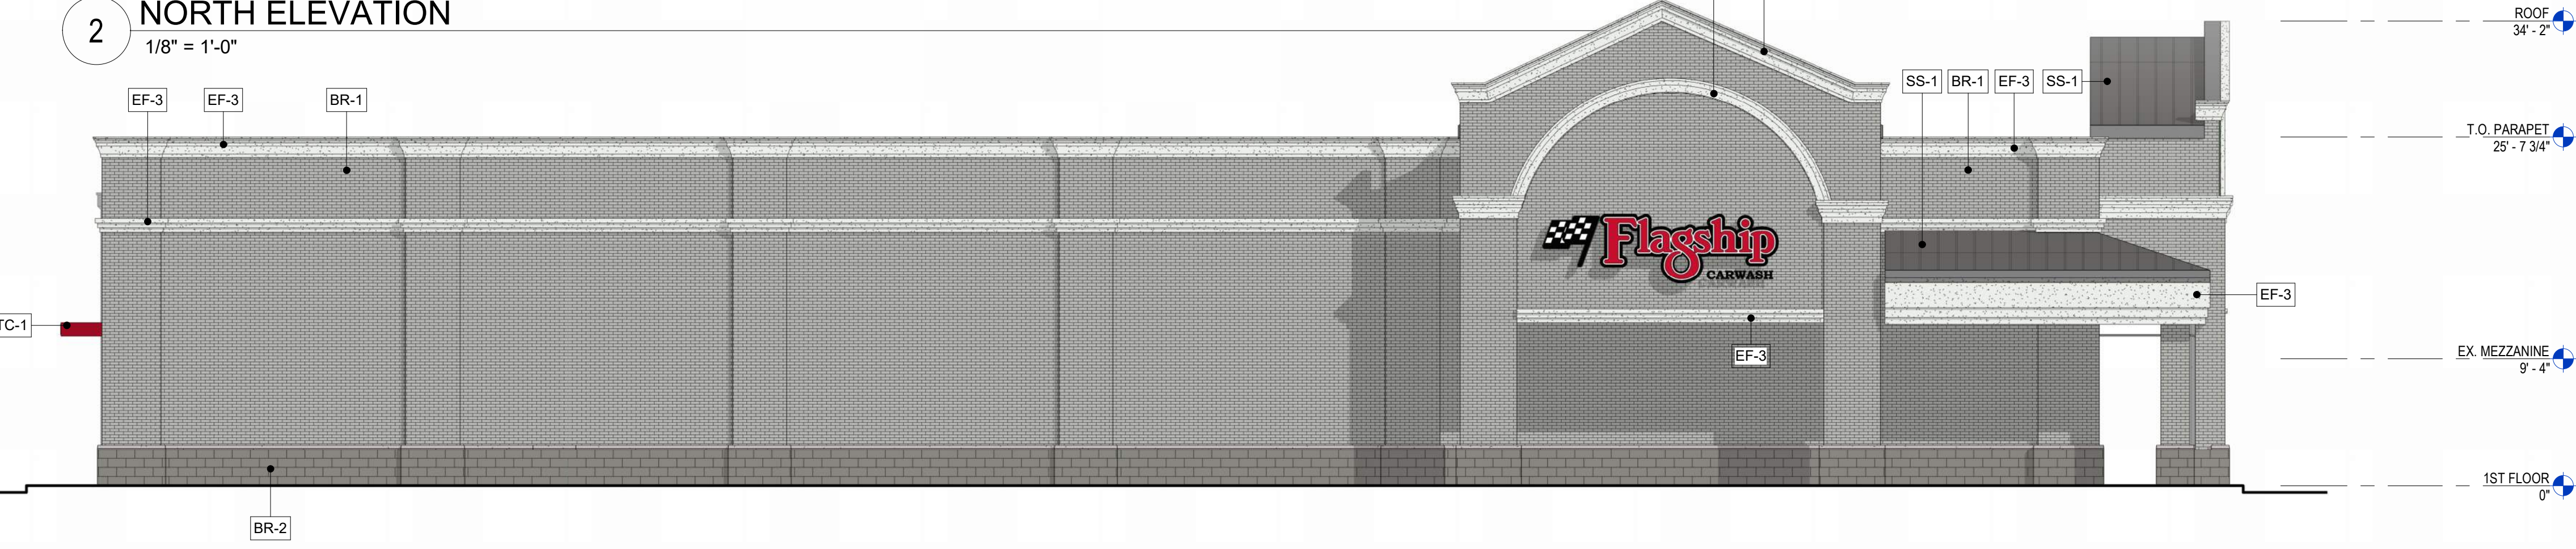 2
NORTH ELEVATION
1/8" = 1'-0"
ROOF
34' - 2"
SS-1
BR-1
EF-3
SS-1
EF-3
EF-3
BR-1
T.O. PARAPET
25' - 7 3/4"
Flagship
CARWASH
EF-3
TC-1
EF-3
EX. MEZZANINE
9' - 4"
1ST FLOOR
0"
BR-2